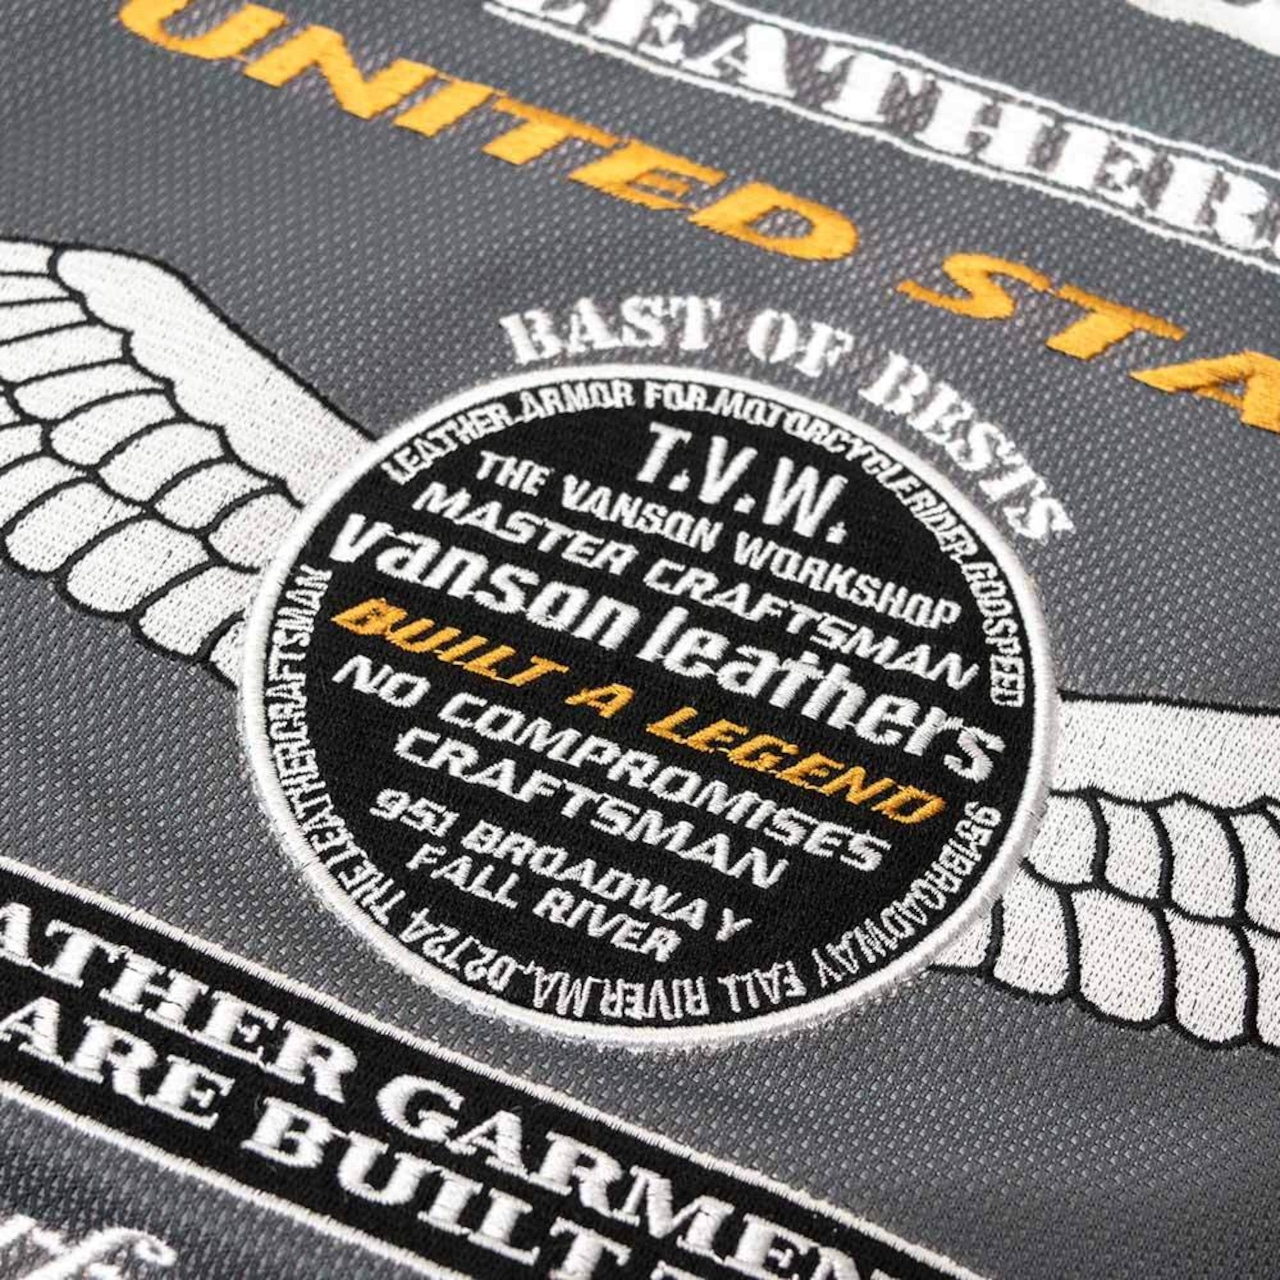 LEATHER
UNITED STA
BAST OF BESTS
LEATHER.ARMOR FOR.MOTORCYCLE.RIDER.GODSPEED
T.V.W.
THE VANSON WORKSHOP
MASTER CRAFTSMAN
vanson leathers
BUILT A LEGEND
NO COMPROMISES
CRAFTSMAN
951 BROADWAY
FALL RIVER
951.BROADWAY FALL RIVER.MA.,02724 THE.LEATHERCRAFTSMAN
ATHER GARMEN
ARE BUILT